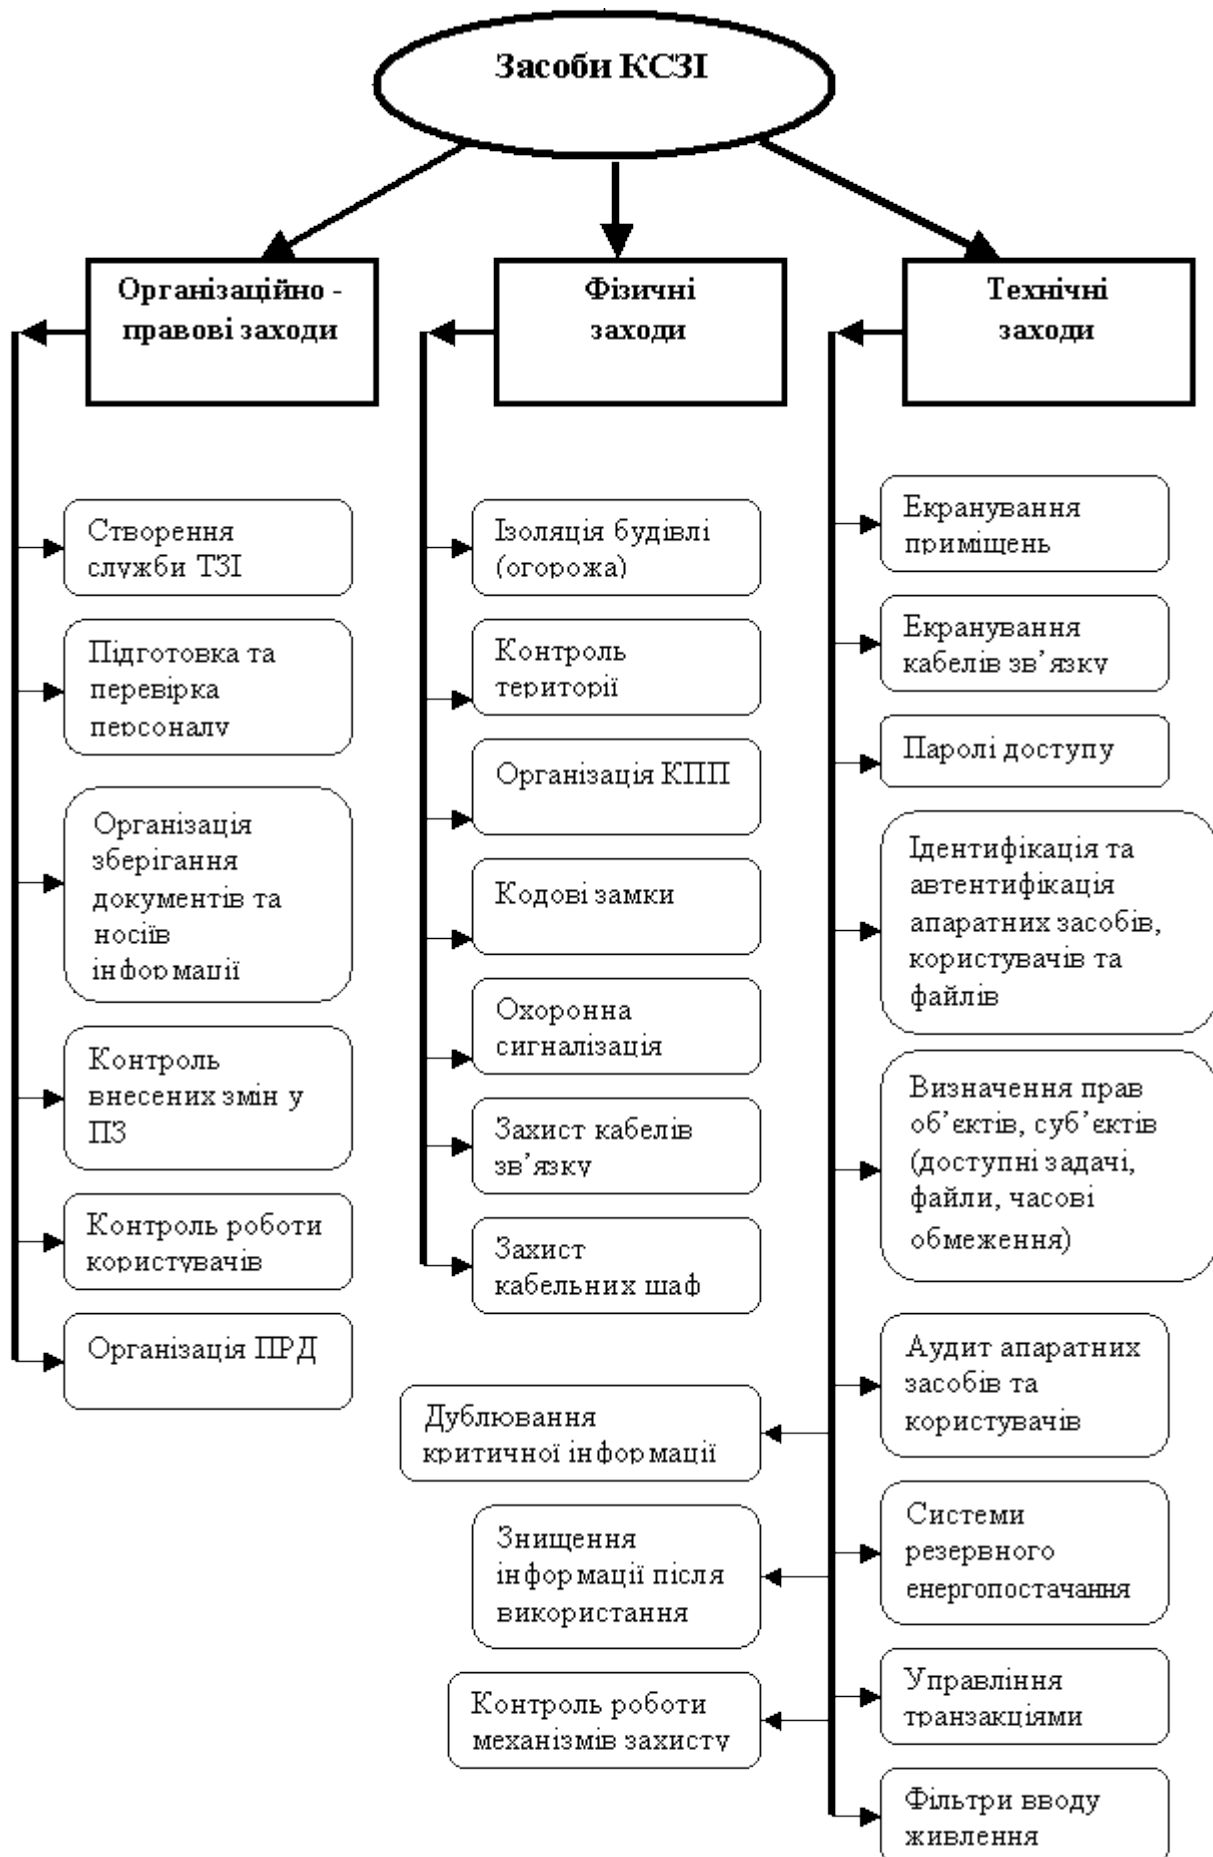 Засоби КСЗІ
Організаційно -
правові заходи
Фізичні
заходи
Технічні
заходи
Створення
служби ТЗІ
Підготовка та
перевірка
персоналу
Організація
зберігання
документів та
носіїв
інформації
Контроль
внесених змін у
ПЗ
Контроль роботи
користувачів
Організація ПРД
Ізоляція будівлі
(огорожа)
Контроль
території
Організація КПП
Кодові замки
Охоронна
сигналізація
Захист кабелів
зв’язку
Захист
кабельних шаф
Екранування
приміщень
Екранування
кабелів зв’язку
Паролі доступу
Ідентифікація та
автентифікація
апаратних засобів,
користувачів та
файлів
Визначення прав
об’єктів, суб’єктів
(доступні задачі,
файли, часові
обмеження)
Аудит апаратних
засобів та
користувачів
Системи
резервного
енергопостачання
Управління
транзакціями
Фільтри вводу
живлення
Дублювання
критичної інформації
Знищення
інформації після
використання
Контроль роботи
механізмів захисту